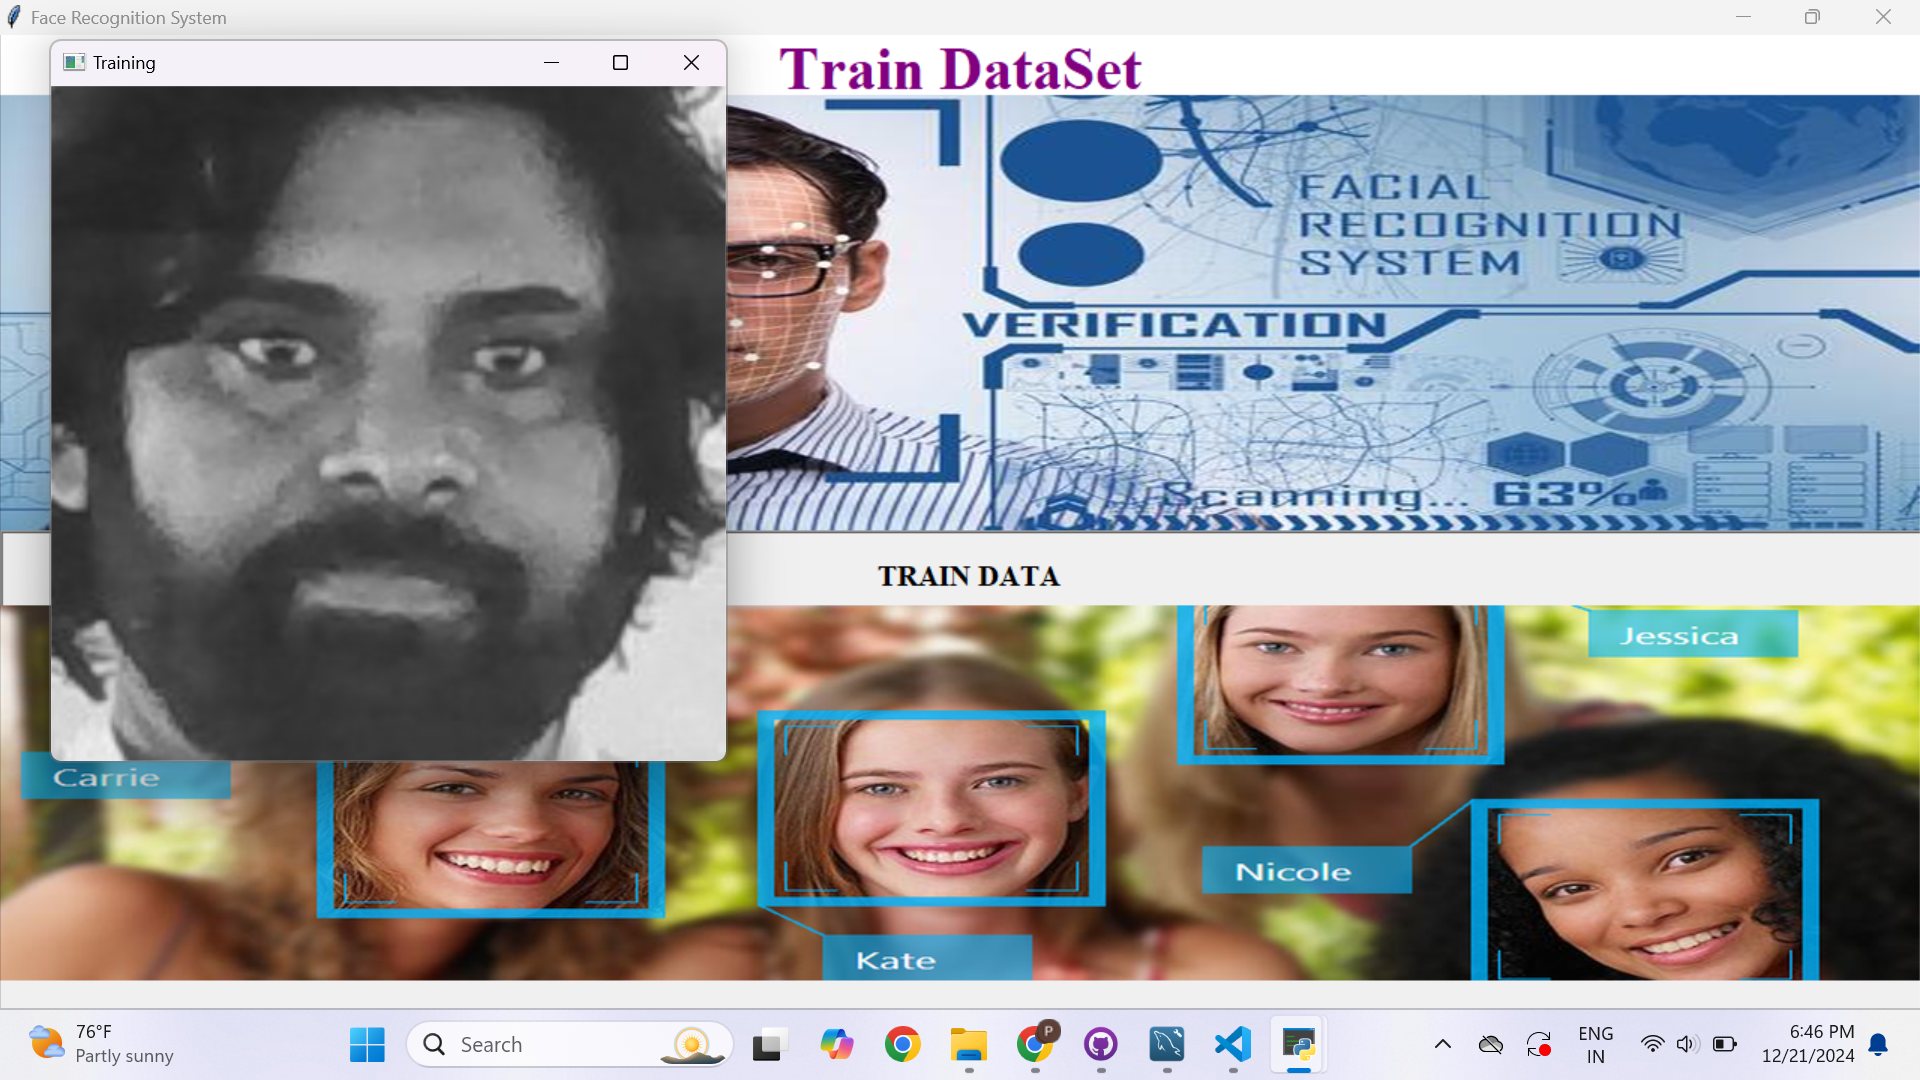 Face Recognition System
Training
Train DataSet
FACIAL
RECOGNITION
SYSTEM
VERIFICATION
Scanning... 63%
TRAIN DATA
Jessica
Carrie
Nicole
Kate
76°F
Partly sunny
Search
P
ENG
IN
6:46 PM
12/21/2024